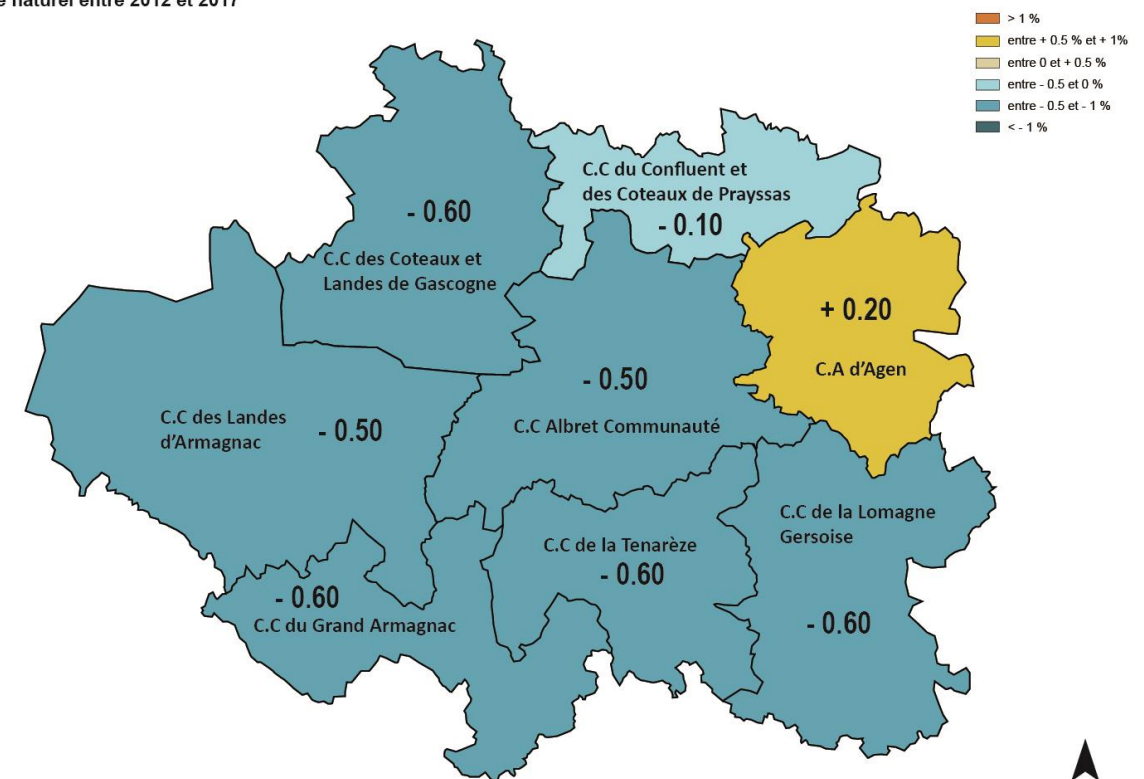 naturel entre 2012 et 2017
> 1 %
entre + 0.5 % et + 1%
entre 0 et + 0.5 %
entre - 0.5 et 0 %
entre - 0.5 et - 1 %
< - 1 %
C.C du Confluent et
des Coteaux de Prayssas
- 0.10
- 0.60
C.C des Coteaux et
Landes de Gascogne
+ 0.20
C.A d’Agen
- 0.50
C.C Albret Communauté
C.C des Landes
d’Armagnac
- 0.50
C.C de la Lomagne
Gersoise
- 0.60
C.C de la Tenarèze
- 0.60
- 0.60
C.C du Grand Armagnac